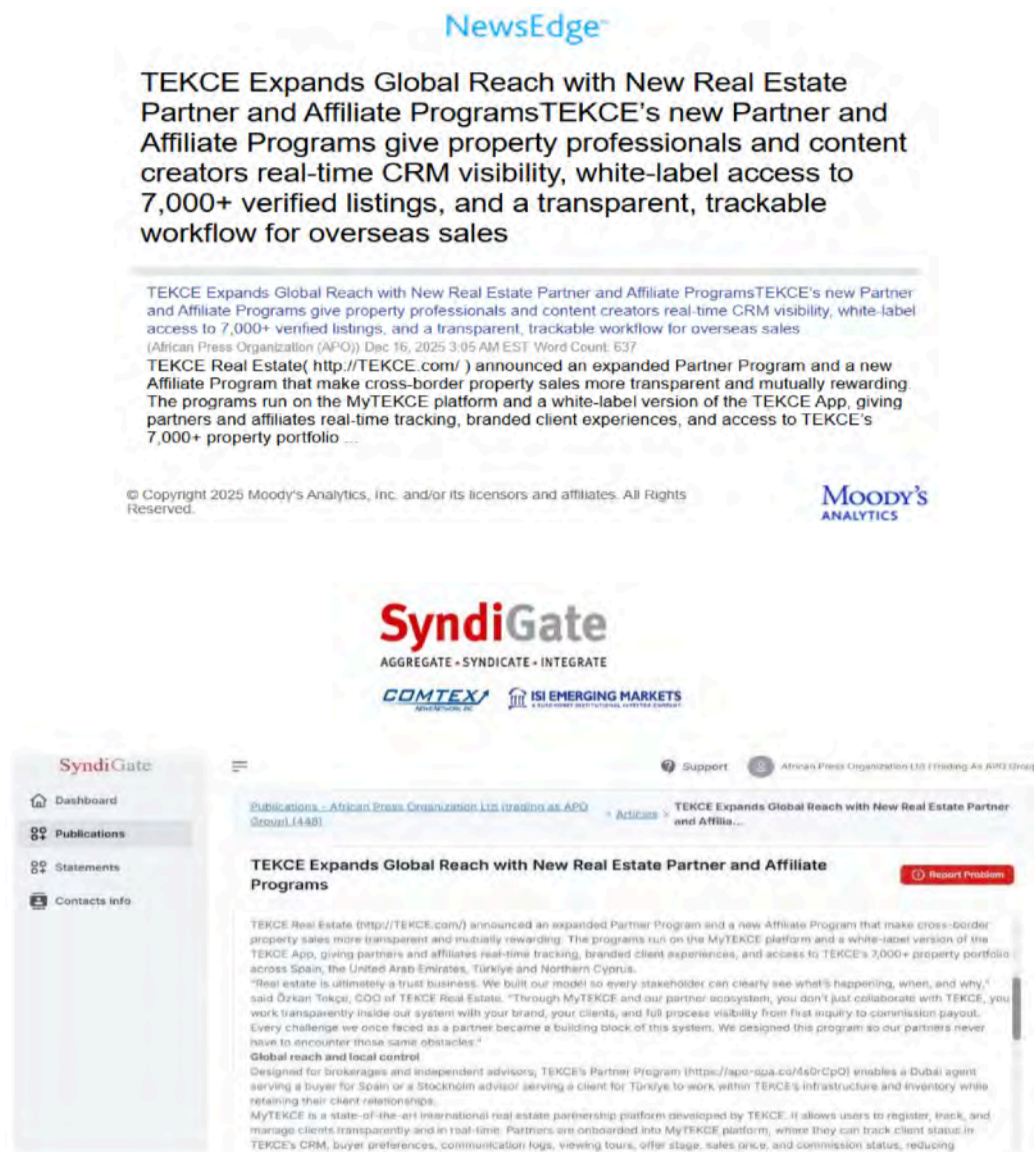 NewsEdge™
TEKCE Expands Global Reach with New Real Estate
Partner and Affiliate ProgramsTEKCE's new Partner and
Affiliate Programs give property professionals and content
creators real-time CRM visibility, white-label access to
7,000+ verified listings, and a transparent, trackable
workflow for overseas sales
TEKCE Expands Global Reach with New Real Estate Partner and Affiliate ProgramsTEKCE's new Partner
and Affiliate Programs give property professionals and content creators real-time CRM visibility, white-label
access to 7,000+ verified listings, and a transparent, trackable workflow for overseas sales
(African Press Organization (APO)) Dec 16, 2025 3:05 AM EST Word Count: 637
TEKCE Real Estate( http://TEKCE.com/ ) announced an expanded Partner Program and a new
Affiliate Program that make cross-border property sales more transparent and mutually rewarding.
The programs run on the MyTEKCE platform and a white-label version of the TEKCE App, giving
partners and affiliates real-time tracking, branded client experiences, and access to TEKCE's
7,000+ property portfolio ...
© Copyright 2025 Moody's Analytics, Inc. and/or its licensors and affiliates. All Rights
Reserved.
MOODY'S
ANALYTICS
SyndiGate
AGGREGATE • SYNDICATE • INTEGRATE
COMTEX
ISI EMERGING MARKETS
SyndiGate
Support
African Press Organization Ltd (Trading As APO Group
Dashboard
Publications
Statements
Contacts info
Publications - African Press Organization Ltd (trading as APO
Group) (448)
> Articles >
TEKCE Expands Global Reach with New Real Estate Partner
and Affilia...
TEKCE Expands Global Reach with New Real Estate Partner and Affiliate
Programs
Report Problem
TEKCE Real Estate (http://TEKCE.com/) announced an expanded Partner Program and a new Affiliate Program that make cross-border
property sales more transparent and mutually rewarding. The programs run on the MyTEKCE platform and a white-label version of the
TEKCE App, giving partners and affiliates real-time tracking, branded client experiences, and access to TEKCE's 7,000+ property portfolio
across Spain, the United Arab Emirates, Türkiye and Northern Cyprus.
"Real estate is ultimately a trust business. We built our model so every stakeholder can clearly see what's happening, when, and why,"
said Özkan Tekçe, COO of TEKCE Real Estate. "Through MyTEKCE and our partner ecosystem, you don't just collaborate with TEKCE, you
work transparently inside our system with your brand, your clients, and full process visibility from first inquiry to commission payout.
Every challenge we once faced as a partner became a building block of this system. We designed this program so our partners never
have to encounter those same obstacles."
Global reach and local control
Designed for brokerages and independent advisors, TEKCE's Partner Program (https://apo-opa.co/4s0rCpO) enables a Dubai agent
serving a buyer for Spain or a Stockholm advisor serving a client for Türkiye to work within TEKCE's infrastructure and inventory while
retaining their client relationships.
MyTEKCE is a state-of-the-art international real estate partnership platform developed by TEKCE. It allows users to register, track, and
manage clients transparently and in real-time. Partners are onboarded into MyTEKCE platform, where they can track client status in
TEKCE's CRM, buyer preferences, communication logs, viewing tours, offer stage, sales price, and commission status, reducing